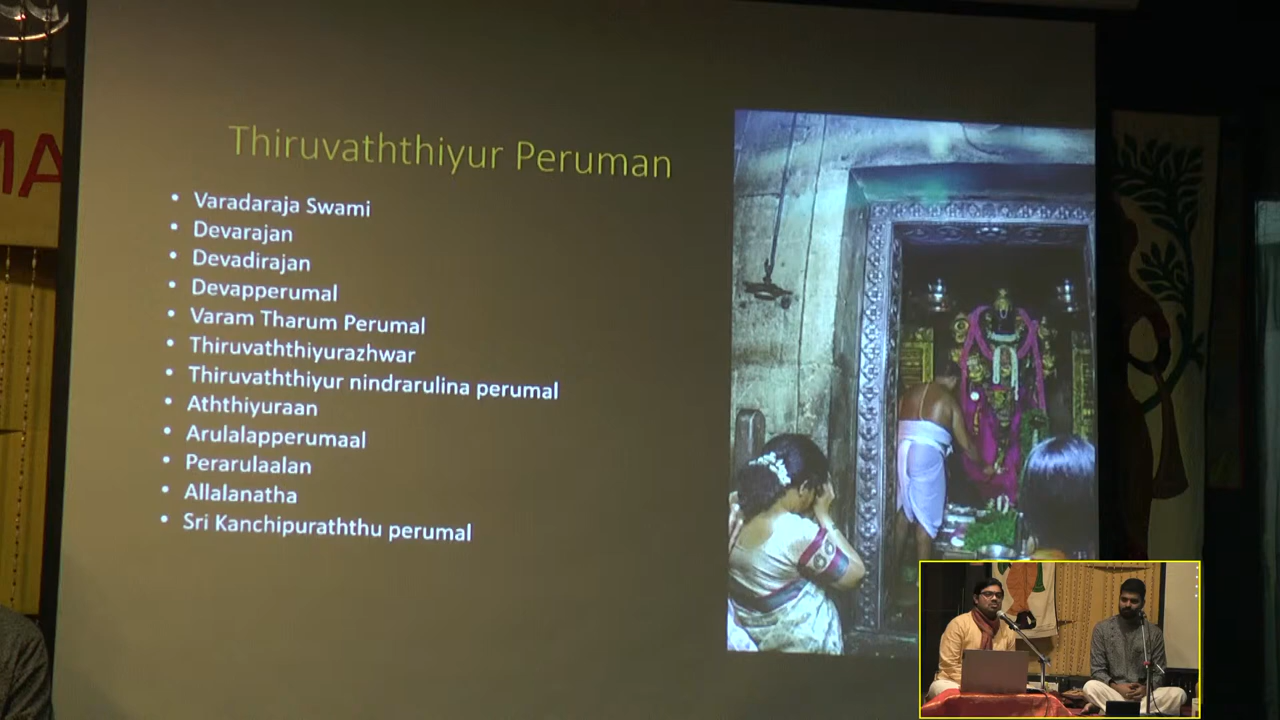 MA
Thiruvaththiyur Peruman
• Varadaraja Swami
• Devarajan
• Devadirajan
• Devapperumal
• Varam Tharum Perumal
• Thiruvaththiyurazhwar
• Thiruvaththiyur nindrarulina perumal
• Aththiyuraan
• Arulalapperumaal
• Perarulaalan
• Allalanatha
• Sri Kanchipuraththu perumal